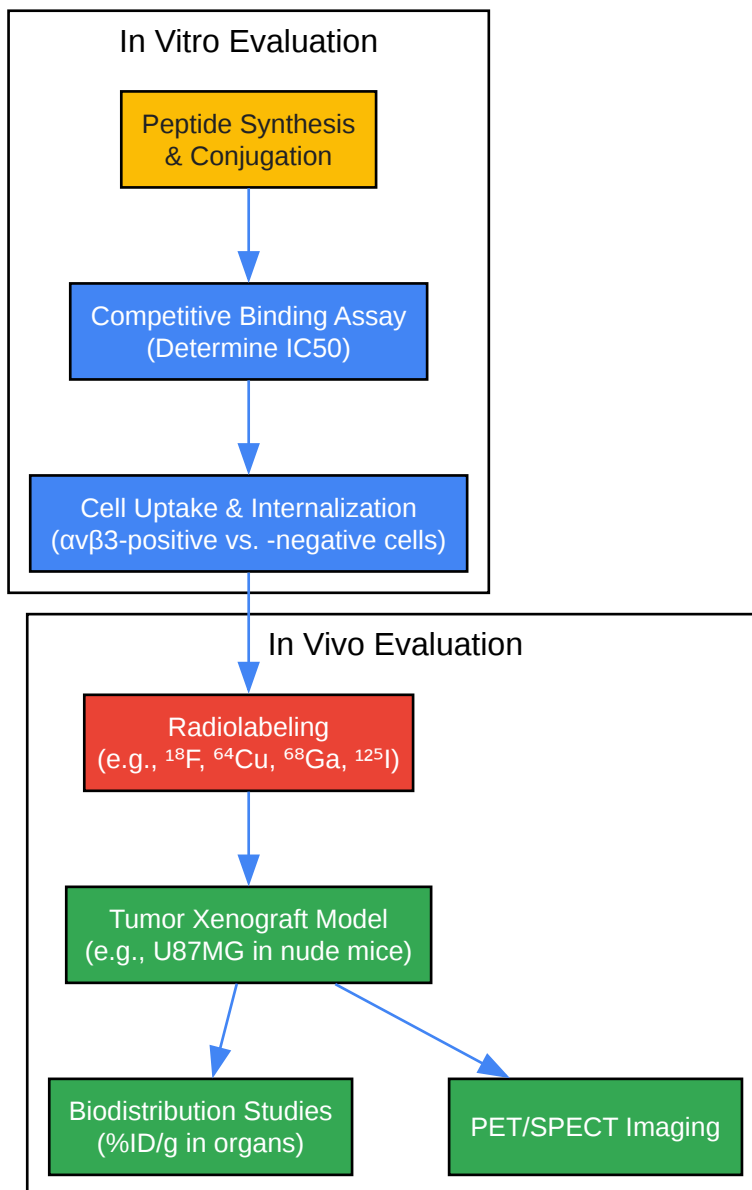 In Vitro Evaluation
Peptide Synthesis
& Conjugation
Competitive Binding Assay
(Determine IC50)
Cell Uptake & Internalization
(αvβ3-positive vs. -negative cells)
In Vivo Evaluation
Radiolabeling
(e.g., ¹⁸F, ⁶⁴Cu, ⁶⁸Ga, ¹²⁵I)
Tumor Xenograft Model
(e.g., U87MG in nude mice)
Biodistribution Studies
(%ID/g in organs)
PET/SPECT Imaging